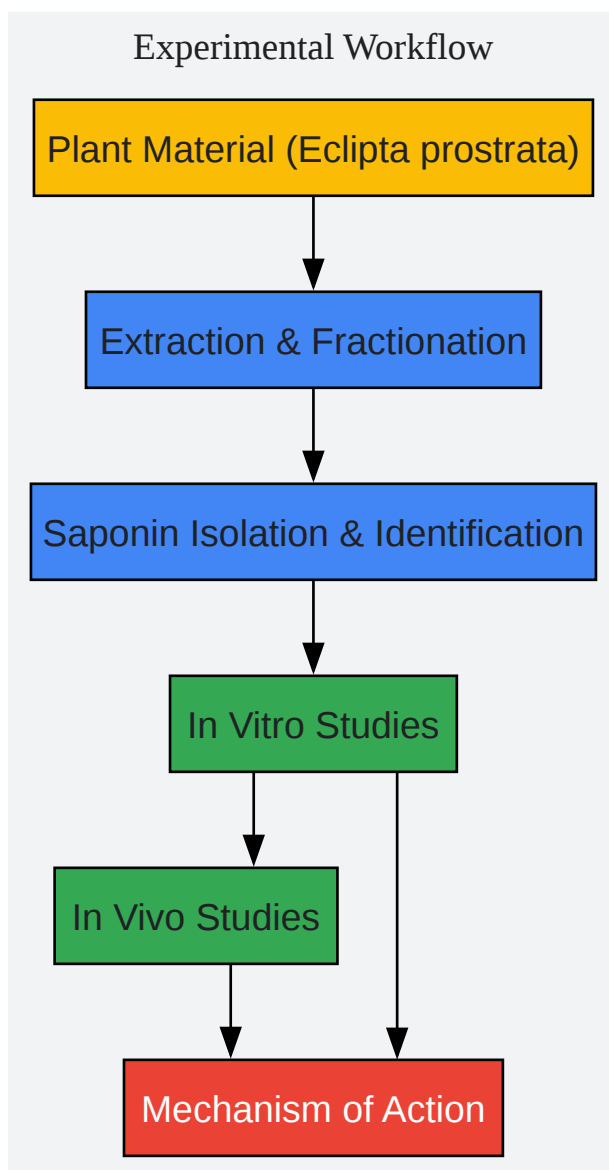 Experimental Workflow
Plant Material (Eclipta prostrata)
Extraction & Fractionation
Saponin Isolation & Identification
In Vitro Studies
In Vivo Studies
Mechanism of Action